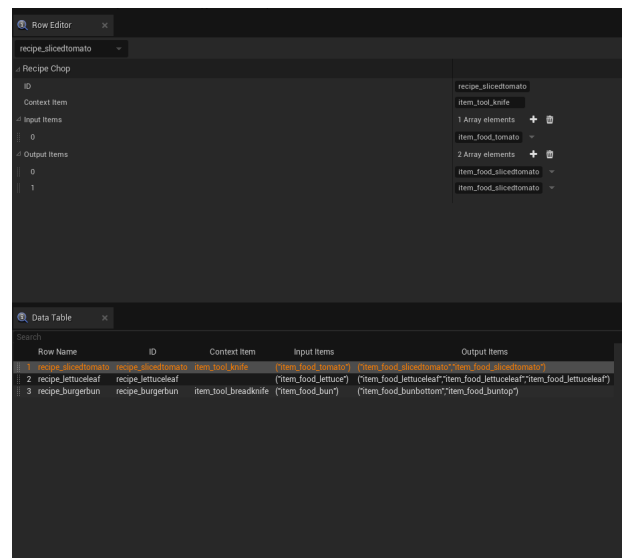 Row Editor
recipe_slicedtomato
Recipe Chop
ID recipe_slicedtomato
Context Item item_tool_knife
Input Items 1 Array elements
0 item_food_tomato
Output Items 2 Array elements
0 item_food_slicedtomato
1 item_food_slicedtomato
Data Table
Search
Row Name ID Context Item Input Items Output Items
1 recipe_slicedtomato recipe_slicedtomato item_tool_knife ("item_food_tomato") ("item_food_slicedtomato","item_food_slicedtomato")
2 recipe_lettuceleaf recipe_lettuceleaf ("item_food_lettuce") ("item_food_lettuceleaf","item_food_lettuceleaf","item_food_lettuceleaf")
3 recipe_burgerbun recipe_burgerbun item_tool_breadknife ("item_food_bun") ("item_food_bunbottom","item_food_buntop")